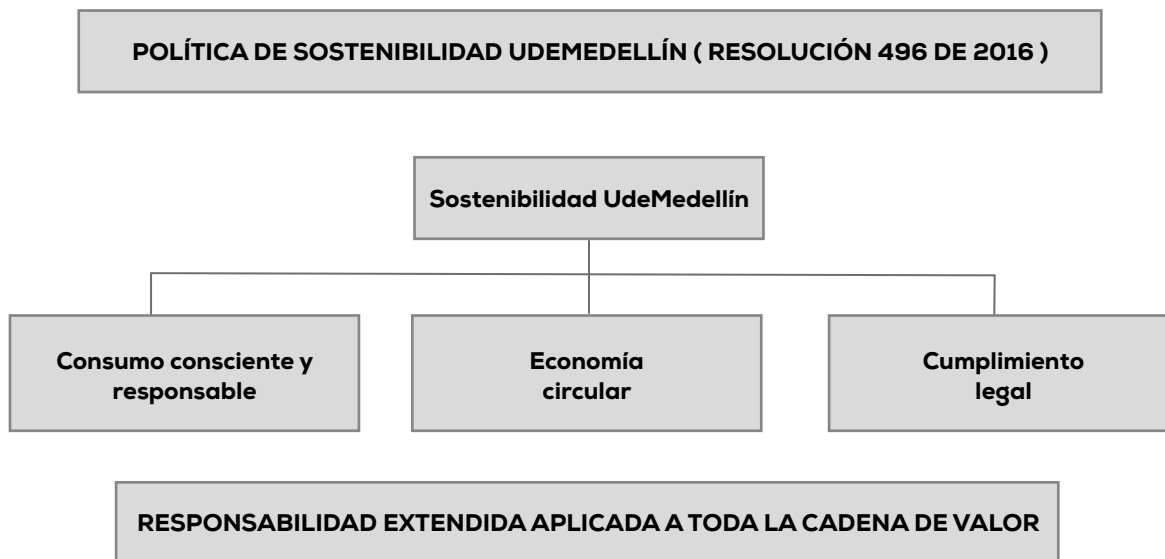 POLÍTICA DE SOSTENIBILIDAD UDEMEDELLÍN ( RESOLUCIÓN 496 DE 2016 )
Sostenibilidad UdeMedellín
Consumo consciente y
responsable
Economía
circular
Cumplimiento
legal
RESPONSABILIDAD EXTENDIDA APLICADA A TODA LA CADENA DE VALOR